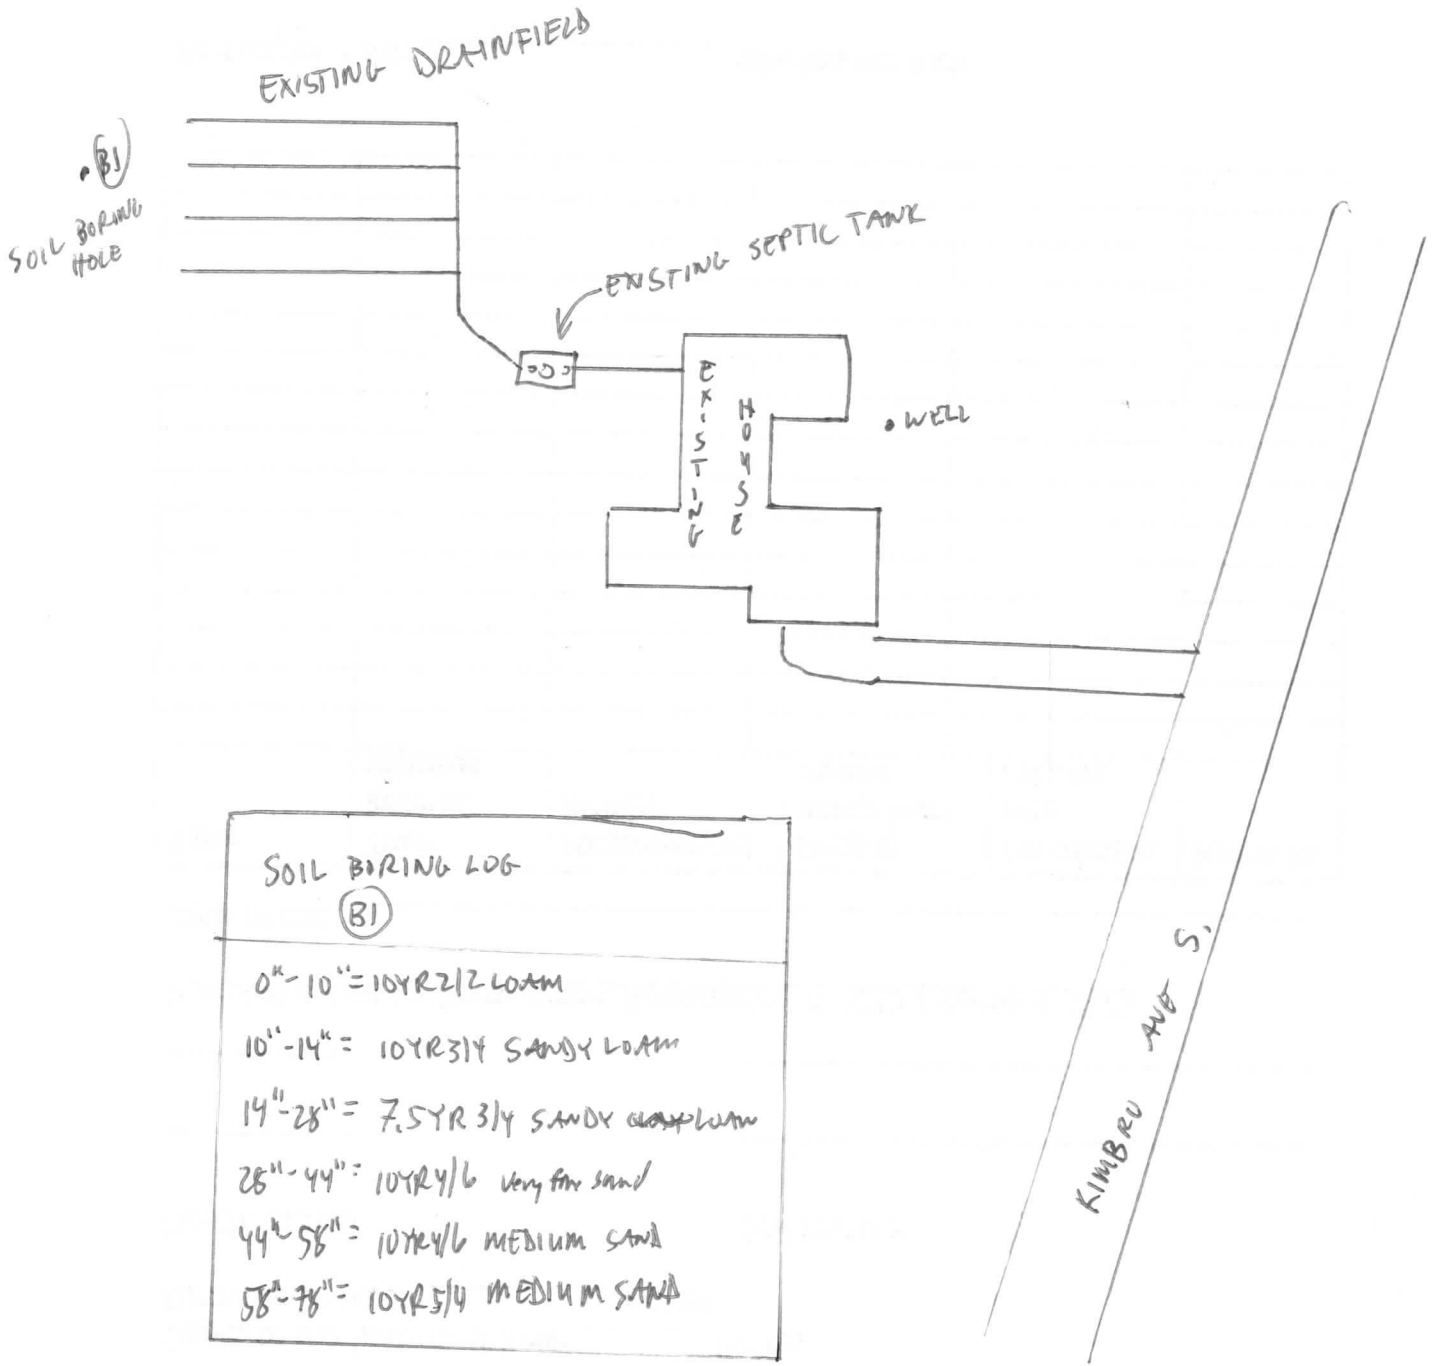 EXISTING DRAINFIELD
B1
SOIL BORING
HOLE
EXISTING SEPTIC TANK
EXISTING
HOUSE
WELL
KIMBRO AVE S.
SOIL BORING LOG
B1
0"-10"=10YR2/2 LOAM
10"-14"= 10YR3/4 SANDY LOAM
14"-28"= 7.5YR 3/4 SANDY LOAM
28"-44"= 10YR4/6 very fine sand
44"-58"= 10YR4/6 MEDIUM SAND
58"-78"= 10YR5/4 MEDIUM SAND